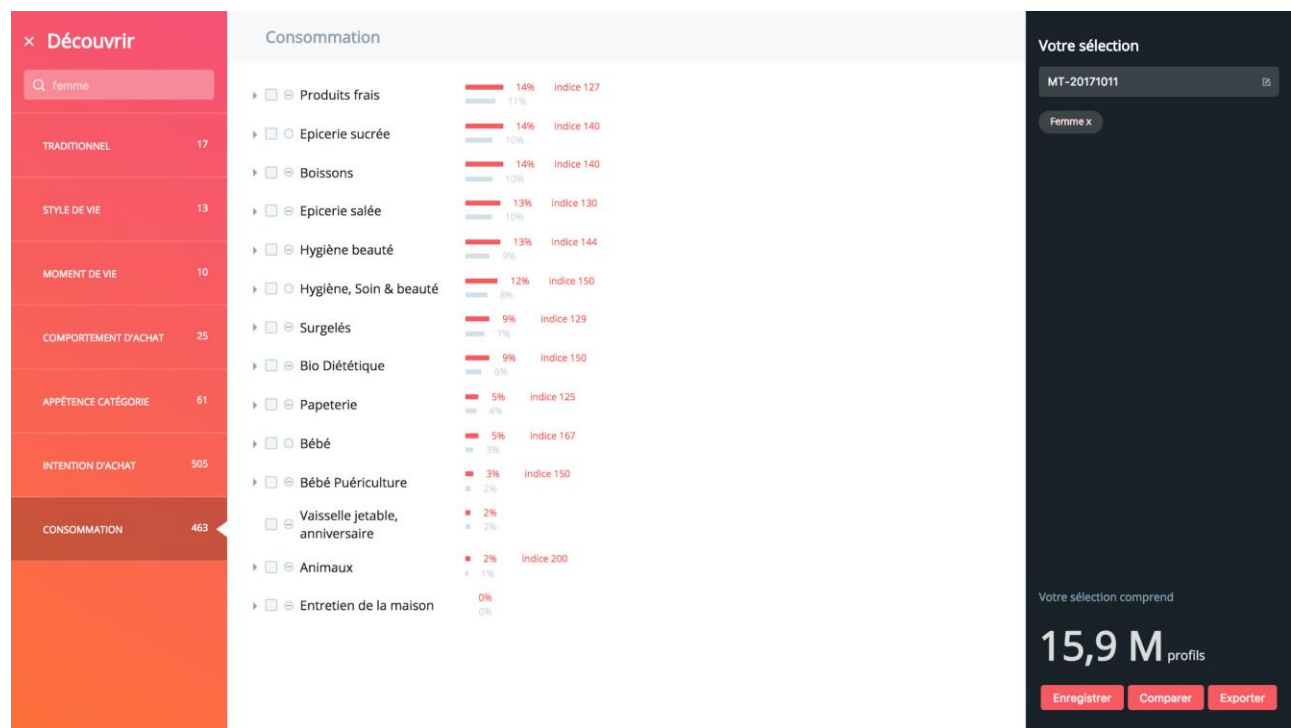 × Découvrir
femme
TRADITIONNEL 17
STYLE DE VIE 13
MOMENT DE VIE 10
COMPORTEMENT D'ACHAT 25
APPÉTENCE CATÉGORIE 61
INTENTION D'ACHAT 505
CONSOMMATION 463
Consommation
Produits frais 14% indice 127
11%
Epicerie sucrée 14% indice 140
10%
Boissons 14% indice 140
10%
Epicerie salée 13% indice 130
10%
Hygiène beauté 13% indice 144
9%
Hygiène, Soin & beauté 12% indice 150
8%
Surgelés 9% indice 129
7%
Bio Diététique 9% indice 150
6%
Papeterie 5% indice 125
4%
Bébé 5% indice 167
3%
Bébé Puériculture 3% indice 150
2%
Vaisselle jetable, 2%
anniversaire 2%
Animaux 2% indice 200
1%
Entretien de la maison 0%
0%
Votre sélection
MT-20171011
Femme x
Votre sélection comprend
15,9 M profils
Enregistrer Comparer Exporter